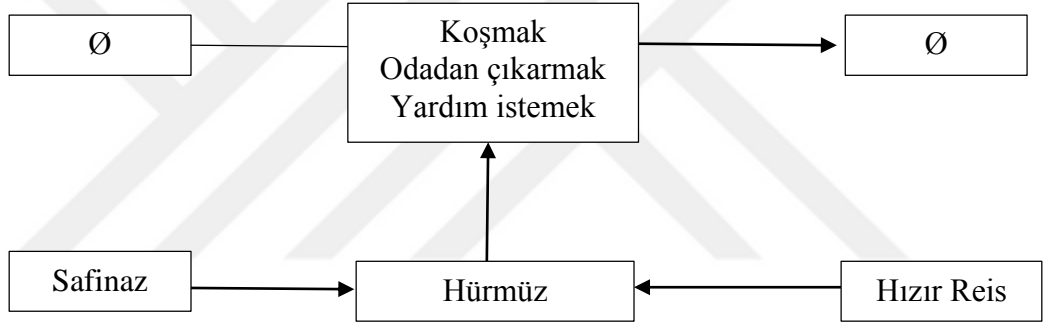 Ø
Koşmak
Odadan çıkarmak
Yardım istemek
Ø
Safinaz
Hürmüz
Hızır Reis